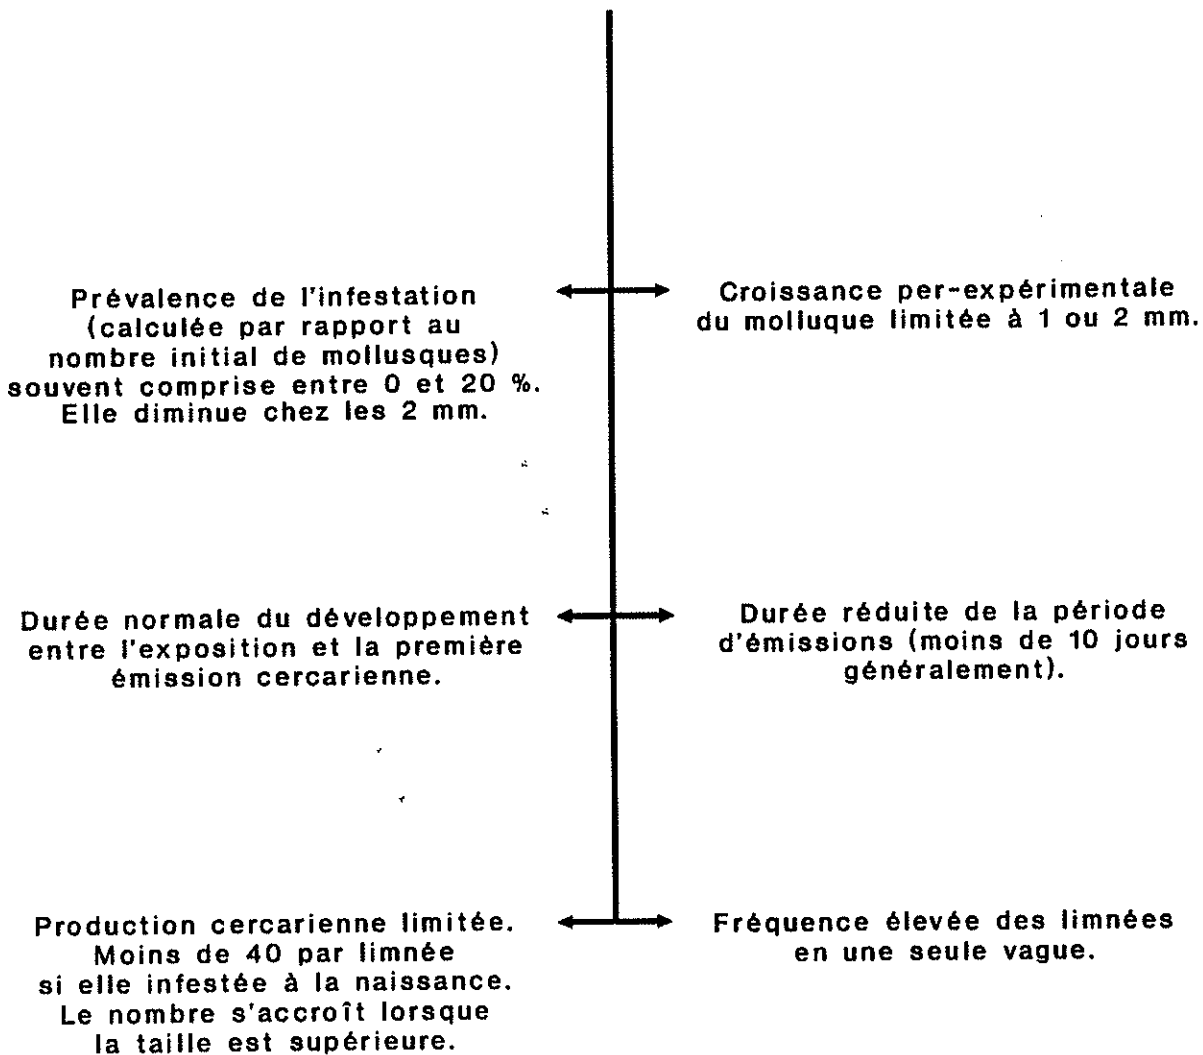 Prévalence de l'infestation
(calculée par rapport au
nombre initial de mollusques)
souvent comprise entre 0 et 20 %.
Elle diminue chez les 2 mm.
Croissance per-expérimentale
du molluque limitée à 1 ou 2 mm.
Durée normale du développement
entre l'exposition et la première
émission cercarienne.
Durée réduite de la période
d'émissions (moins de 10 jours
généralement).
Production cercarienne limitée.
Moins de 40 par limnée
si elle infestée à la naissance.
Le nombre s'accroît lorsque
la taille est supérieure.
Fréquence élevée des limnées
en une seule vague.